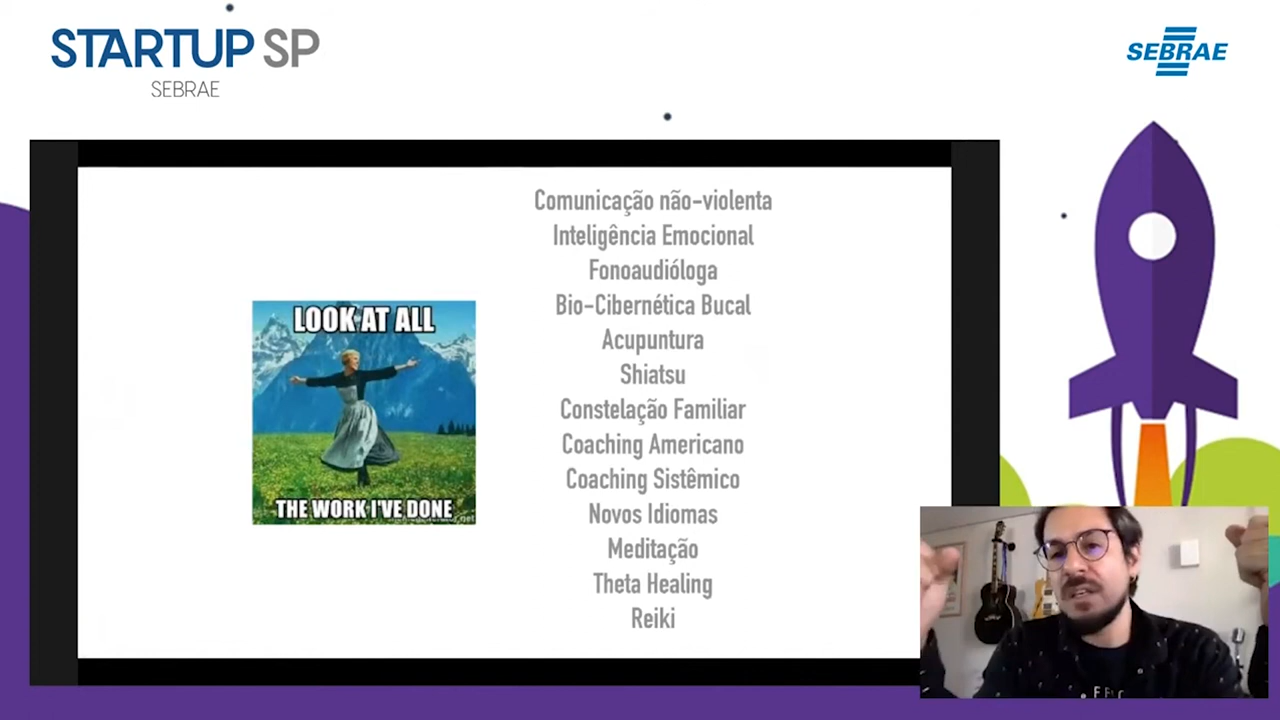 STARTUP SP
SEBRAE
SEBRAE
Comunicação não-violenta
Inteligência Emocional
Fonoaudióloga
Bio-Cibernética Bucal
Acupuntura
Shiatsu
Constelação Familiar
Coaching Americano
Coaching Sistêmico
Novos Idiomas
Meditação
Theta Healing
Reiki
LOOK AT ALL
THE WORK I'VE DONE